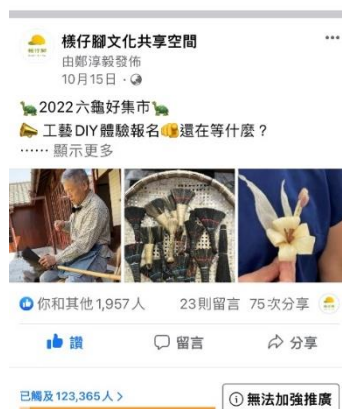 樣仔腳文化共享空間
由鄭淳毅發佈
10月15日 ·
2022六龜好集市
工藝DIY體驗報名 還在等什麼？
…… 顯示更多
你和其他1,957人 23則留言 75次分享
讚 留言 分享
已觸及123,365人 >
無法加強推廣